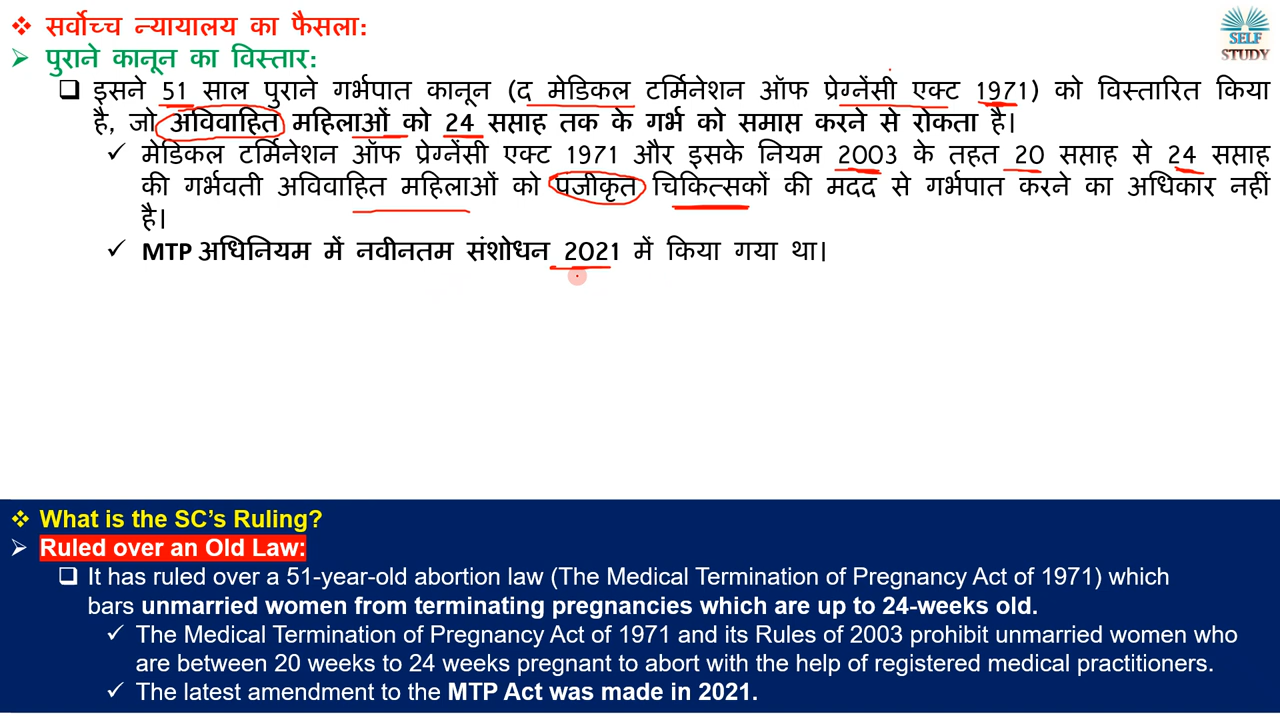 सर्वोच्च न्यायालय का फैसला:
SELF
STUDY
पुराने कानून का विस्तार:
इसने 51 साल पुराने गर्भपात कानून (द मेडिकल टर्मिनेशन ऑफ प्रेग्नेंसी एक्ट 1971) को विस्तारित किया
है, जो अविवाहित महिलाओं को 24 सप्ताह तक के गर्भ को समाप्त करने से रोकता है।
मेडिकल टर्मिनेशन ऑफ प्रेग्नेंसी एक्ट 1971 और इसके नियम 2003 के तहत 20 सप्ताह से 24 सप्ताह
की गर्भवती अविवाहित महिलाओं को पंजीकृत चिकित्सकों की मदद से गर्भपात करने का अधिकार नहीं
है।
MTP अधिनियम में नवीनतम संशोधन 2021 में किया गया था।
What is the SC’s Ruling?
Ruled over an Old Law:
It has ruled over a 51-year-old abortion law (The Medical Termination of Pregnancy Act of 1971) which
bars unmarried women from terminating pregnancies which are up to 24-weeks old.
The Medical Termination of Pregnancy Act of 1971 and its Rules of 2003 prohibit unmarried women who
are between 20 weeks to 24 weeks pregnant to abort with the help of registered medical practitioners.
The latest amendment to the MTP Act was made in 2021.